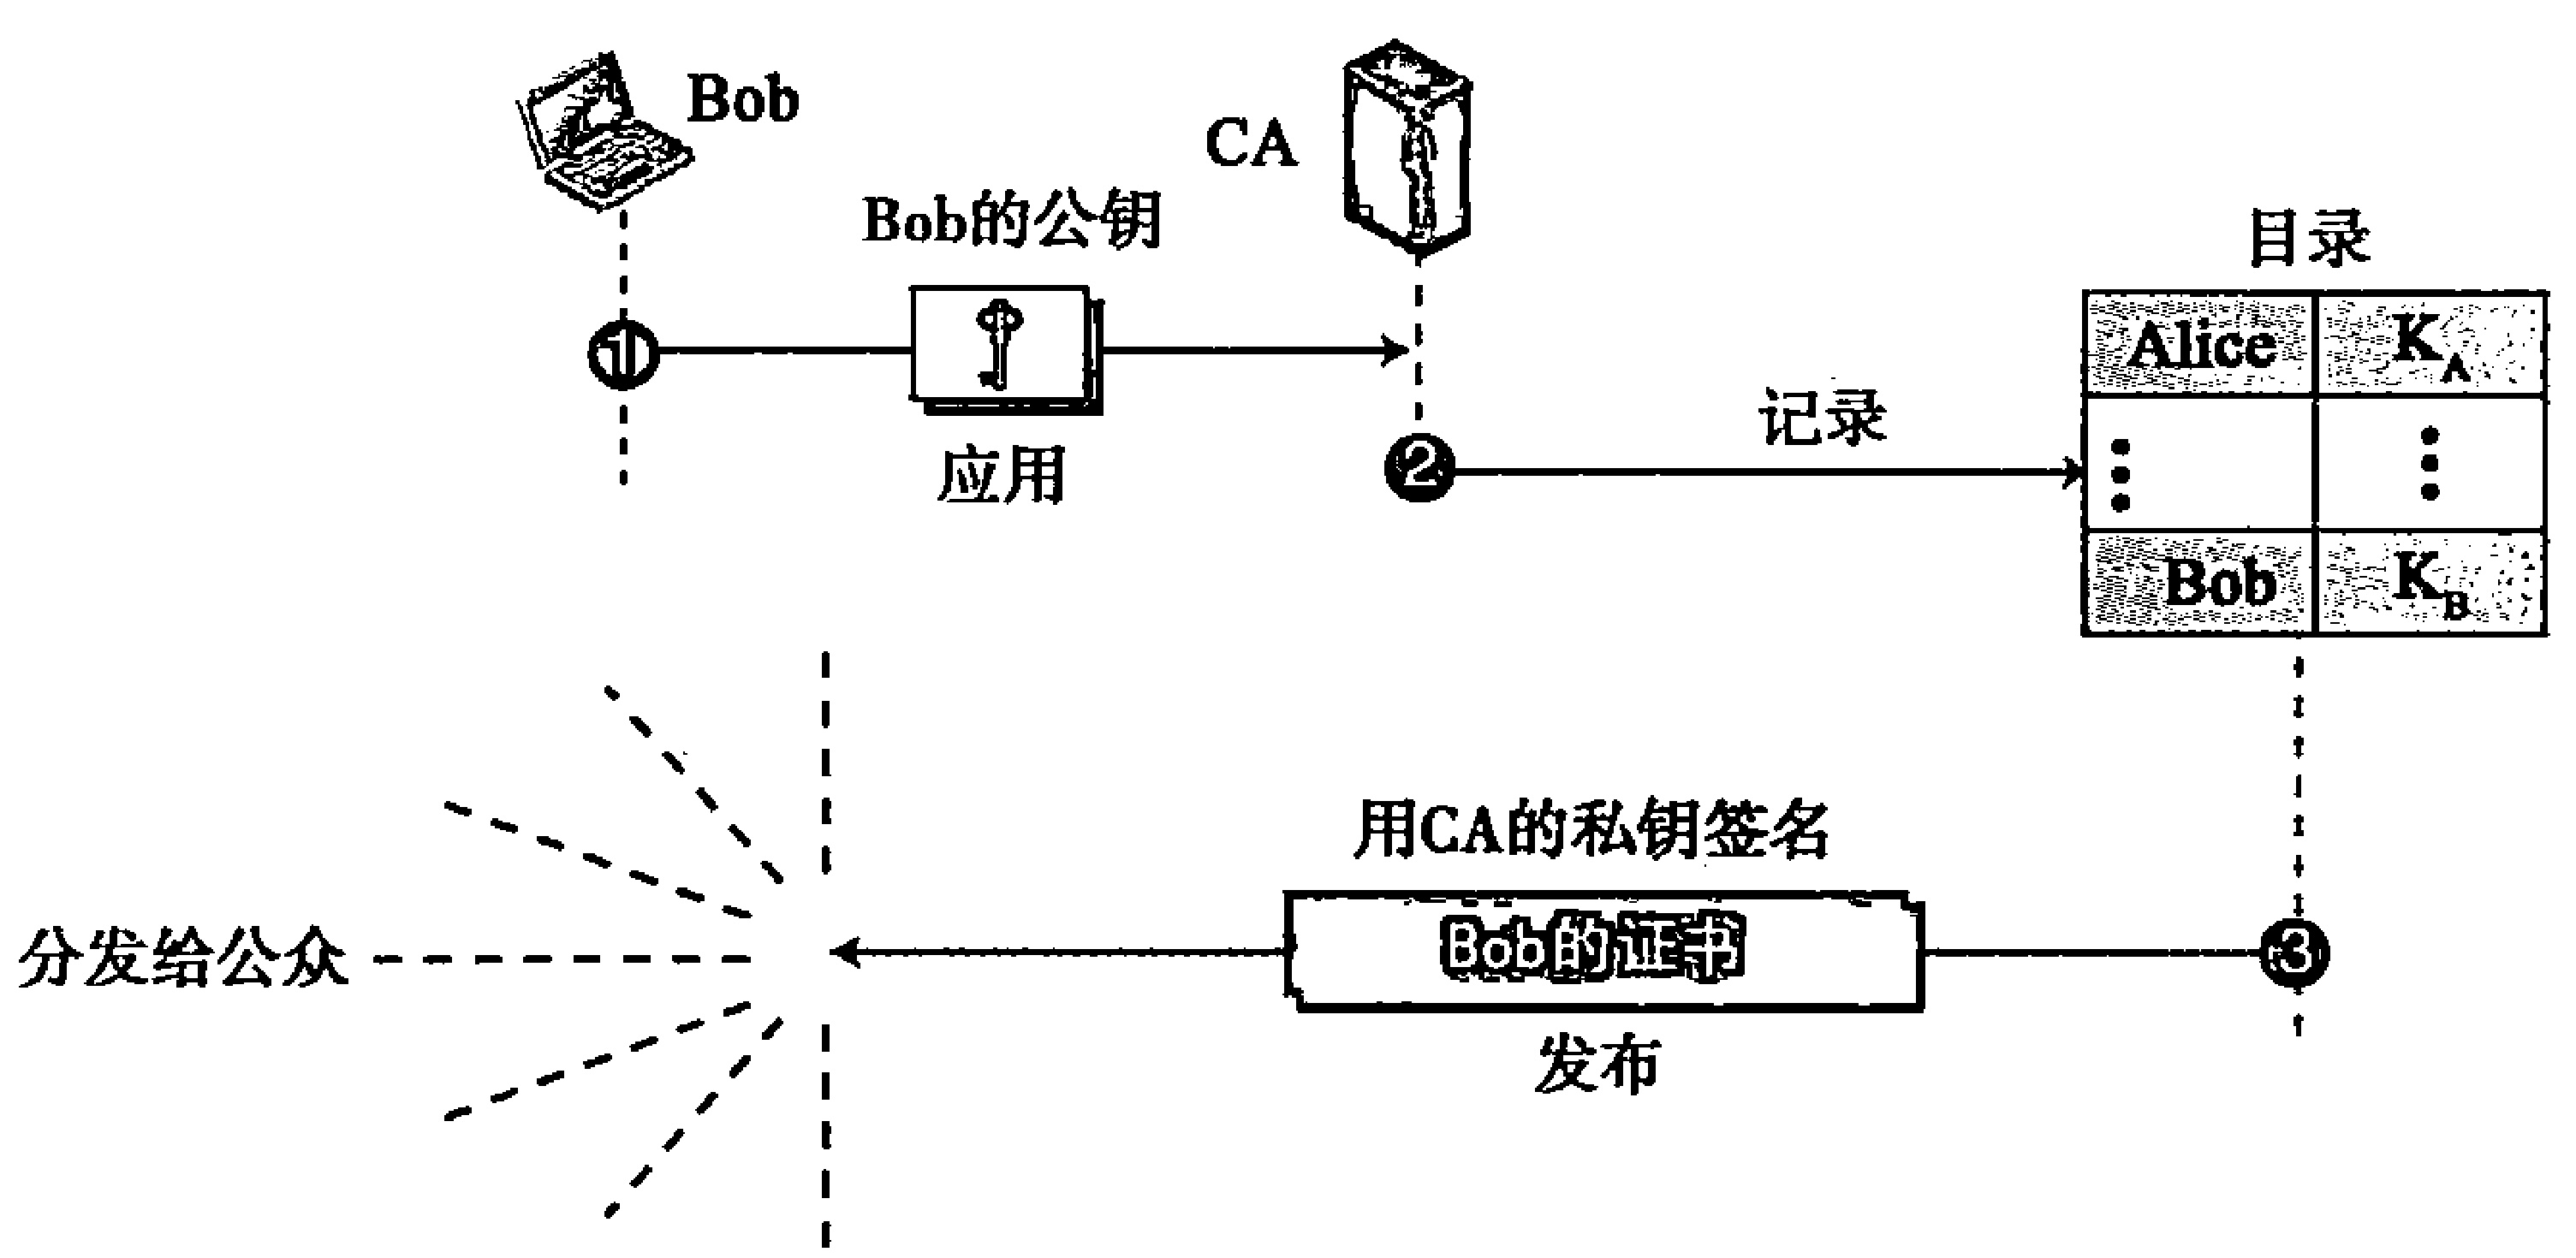 Bob
CA
Bob的公钥
目录
①
Alice K_A
应用
记录
②
Bob K_B
用CA的私钥签名
分发给公众
Bob的证书
③
发布